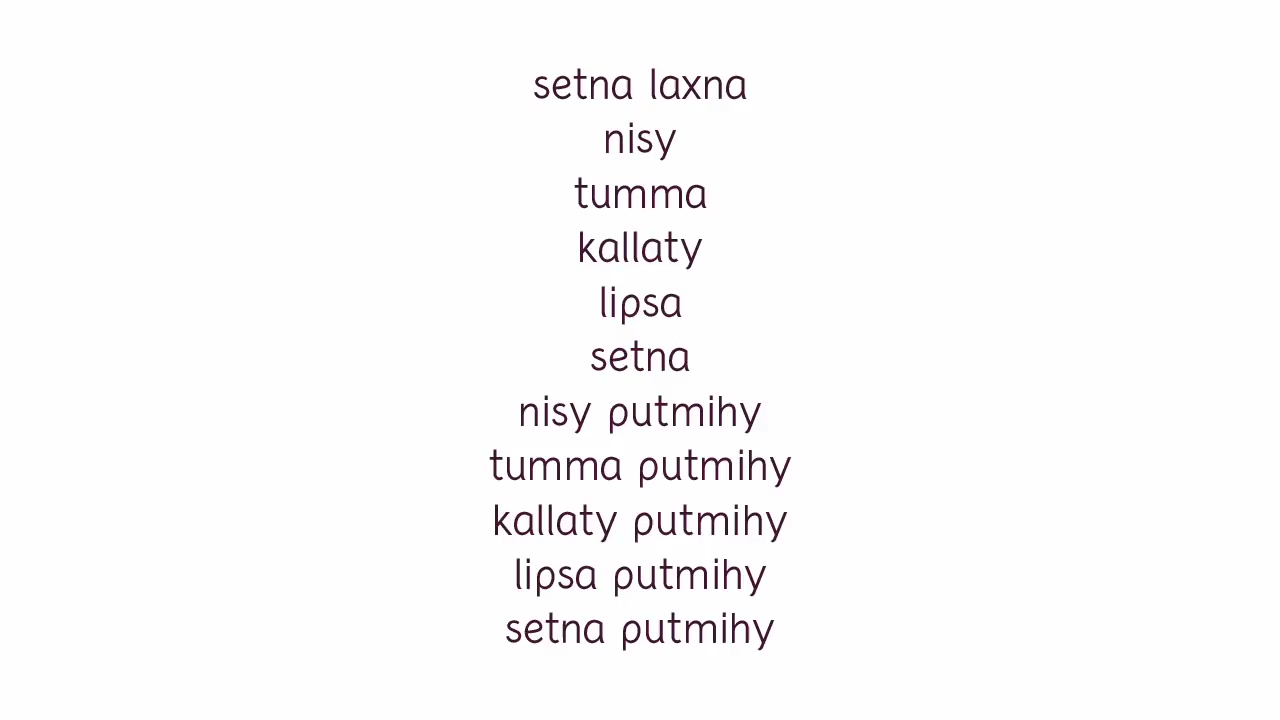 setna laxna
nisy
tumma
kallaty
lipsa
setna
nisy putmihy
tumma putmihy
kallaty putmihy
lipsa putmihy
setna putmihy